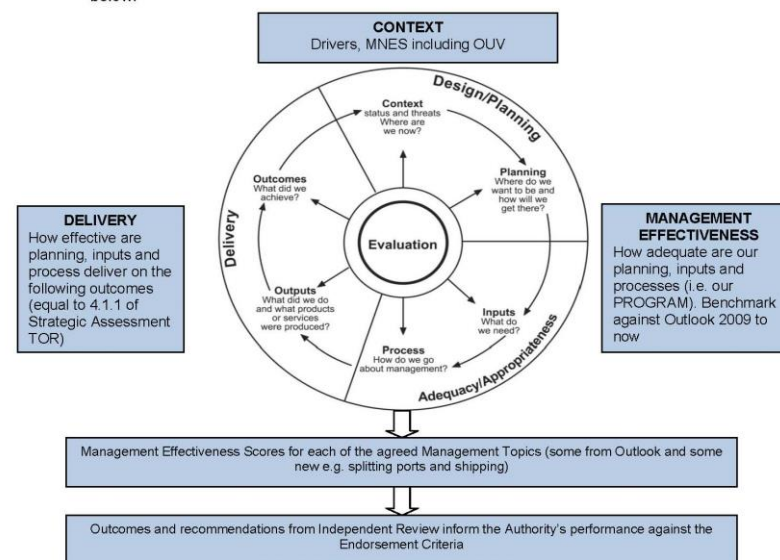 CONTEXT
Drivers, MNES including OUV
Design/Planning
Context
status and threats
Where are
we now?
Planning
Where do we
want to be and
how will we
get there?
Outcomes
What did we
achieve?
Delivery
Evaluation
DELIVERY
How effective are
planning, inputs and
process deliver on the
following outcomes
(equal to 4.1.1 of
Strategic Assessment
TOR)
MANAGEMENT
EFFECTIVENESS
How adequate are our
planning, inputs and
processes (i.e. our
PROGRAM). Benchmark
against Outlook 2009 to
now
Outputs
What did we do
and what products
or services
were produced?
Inputs
What do
we need?
Process
How do we go
about management?
Adequacy/Appropriateness
Management Effectiveness Scores for each of the agreed Management Topics (some from Outlook and some
new e.g. splitting ports and shipping)
Outcomes and recommendations from Independent Review inform the Authority's performance against the
Endorsement Criteria